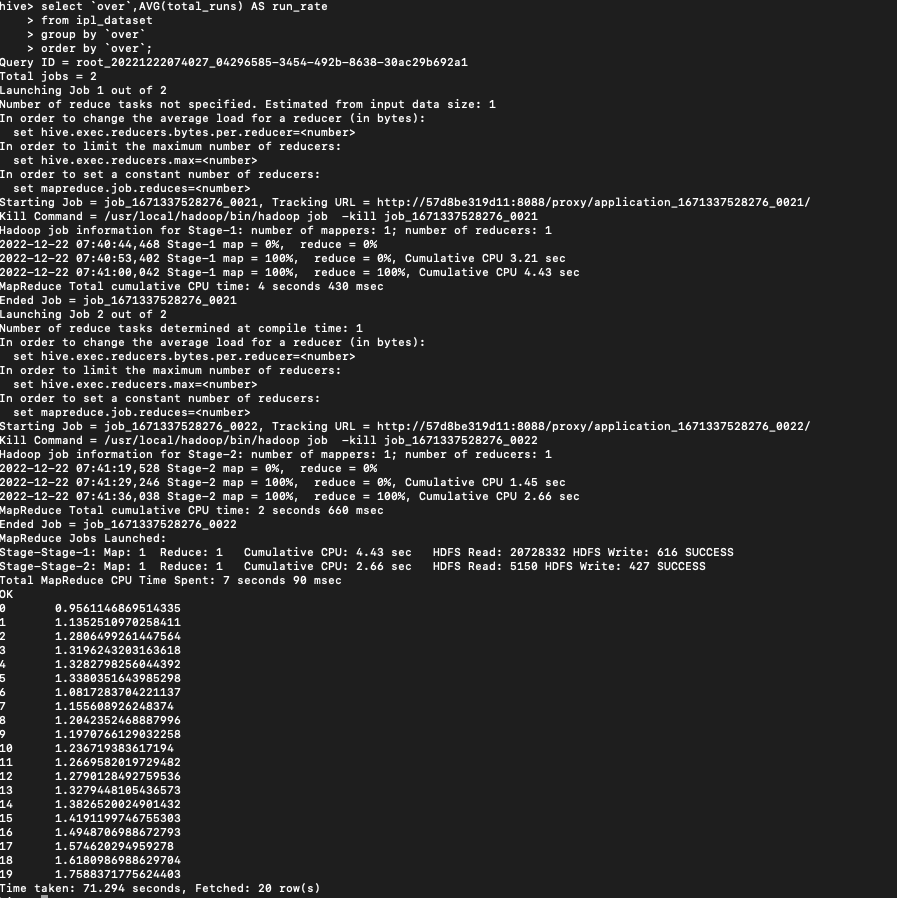 hive> select `over`,AVG(total_runs) AS run_rate
    > from ipl_dataset
    > group by `over`
    > order by `over`;
Query ID = root_20221222074027_04296585-3454-492b-8638-30ac29b692a1
Total jobs = 2
Launching Job 1 out of 2
Number of reduce tasks not specified. Estimated from input data size: 1
In order to change the average load for a reducer (in bytes):
  set hive.exec.reducers.bytes.per.reducer=<number>
In order to limit the maximum number of reducers:
  set hive.exec.reducers.max=<number>
In order to set a constant number of reducers:
  set mapreduce.job.reduces=<number>
Starting Job = job_1671337528276_0021, Tracking URL = http://57d8be319d11:8088/proxy/application_1671337528276_0021/
Kill Command = /usr/local/hadoop/bin/hadoop job  -kill job_1671337528276_0021
Hadoop job information for Stage-1: number of mappers: 1; number of reducers: 1
2022-12-22 07:40:44,468 Stage-1 map = 0%,  reduce = 0%
2022-12-22 07:40:53,402 Stage-1 map = 100%,  reduce = 0%, Cumulative CPU 3.21 sec
2022-12-22 07:41:00,042 Stage-1 map = 100%,  reduce = 100%, Cumulative CPU 4.43 sec
MapReduce Total cumulative CPU time: 4 seconds 430 msec
Ended Job = job_1671337528276_0021
Launching Job 2 out of 2
Number of reduce tasks determined at compile time: 1
In order to change the average load for a reducer (in bytes):
  set hive.exec.reducers.bytes.per.reducer=<number>
In order to limit the maximum number of reducers:
  set hive.exec.reducers.max=<number>
In order to set a constant number of reducers:
  set mapreduce.job.reduces=<number>
Starting Job = job_1671337528276_0022, Tracking URL = http://57d8be319d11:8088/proxy/application_1671337528276_0022/
Kill Command = /usr/local/hadoop/bin/hadoop job  -kill job_1671337528276_0022
Hadoop job information for Stage-2: number of mappers: 1; number of reducers: 1
2022-12-22 07:41:19,528 Stage-2 map = 0%,  reduce = 0%
2022-12-22 07:41:29,246 Stage-2 map = 100%,  reduce = 0%, Cumulative CPU 1.45 sec
2022-12-22 07:41:36,038 Stage-2 map = 100%,  reduce = 100%, Cumulative CPU 2.66 sec
MapReduce Total cumulative CPU time: 2 seconds 660 msec
Ended Job = job_1671337528276_0022
MapReduce Jobs Launched:
Stage-Stage-1: Map: 1  Reduce: 1   Cumulative CPU: 4.43 sec   HDFS Read: 20728332 HDFS Write: 616 SUCCESS
Stage-Stage-2: Map: 1  Reduce: 1   Cumulative CPU: 2.66 sec   HDFS Read: 5150 HDFS Write: 427 SUCCESS
Total MapReduce CPU Time Spent: 7 seconds 90 msec
OK
0	0.9561146869514335
1	1.1352510970258411
2	1.2806499261447564
3	1.3196243203163618
4	1.3282798256044392
5	1.3380351643985298
6	1.0817283704221137
7	1.155608926248374
8	1.2042352468887996
9	1.1970766129032258
10	1.236719383617194
11	1.2669582019729482
12	1.2790128492759536
13	1.3279448105436573
14	1.3826520024901432
15	1.4191199746755303
16	1.4948706988672793
17	1.574620294959278
18	1.6180986988629704
19	1.7588371775624403
Time taken: 71.294 seconds, Fetched: 20 row(s)